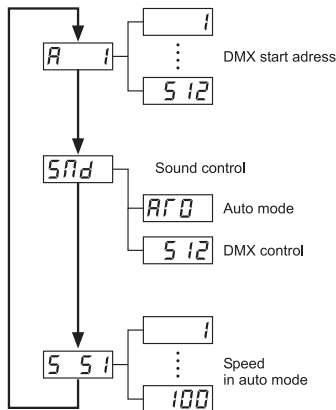 1
A 1
DMX start adress
512
Snd
Sound control
Aro
Auto mode
512
DMX control
1
S 51
Speed
in auto mode
100